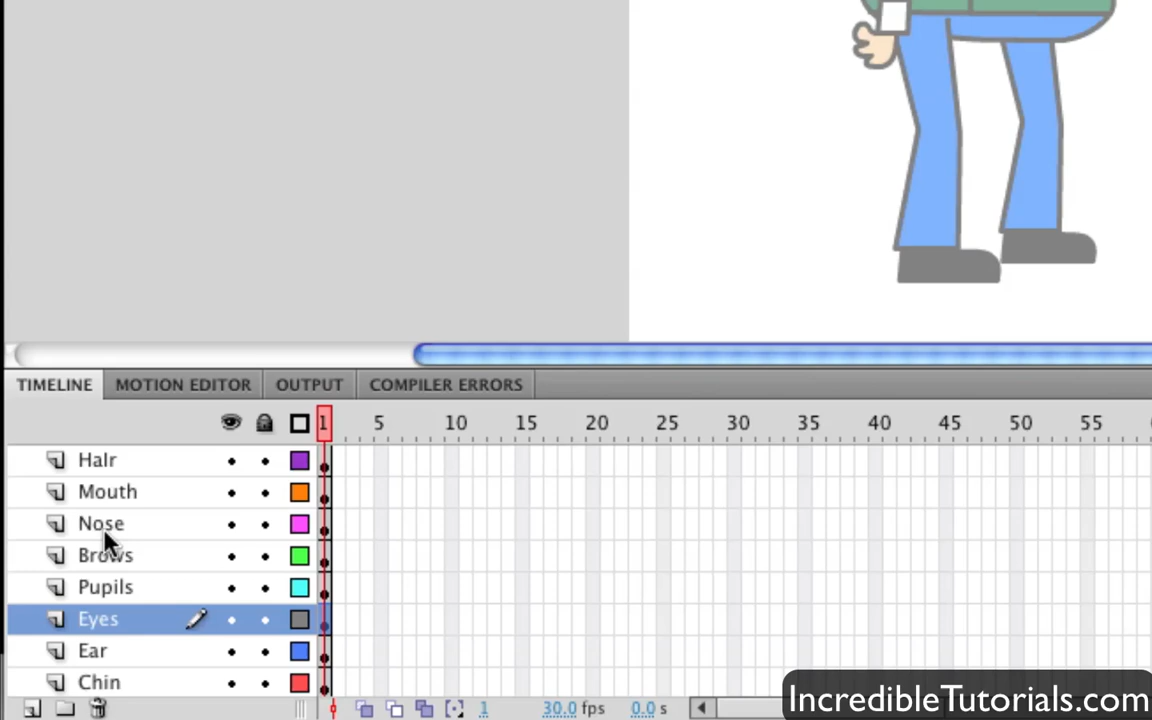 TIMELINE MOTION EDITOR OUTPUT COMPILER ERRORS
1 5 10 15 20 25 30 35 40 45 50 55
HaIr
Mouth
Nose
Brows
Pupils
Eyes
Ear
Chin
1 30.0 fps 0.0 s
IncredibleTutorials.com